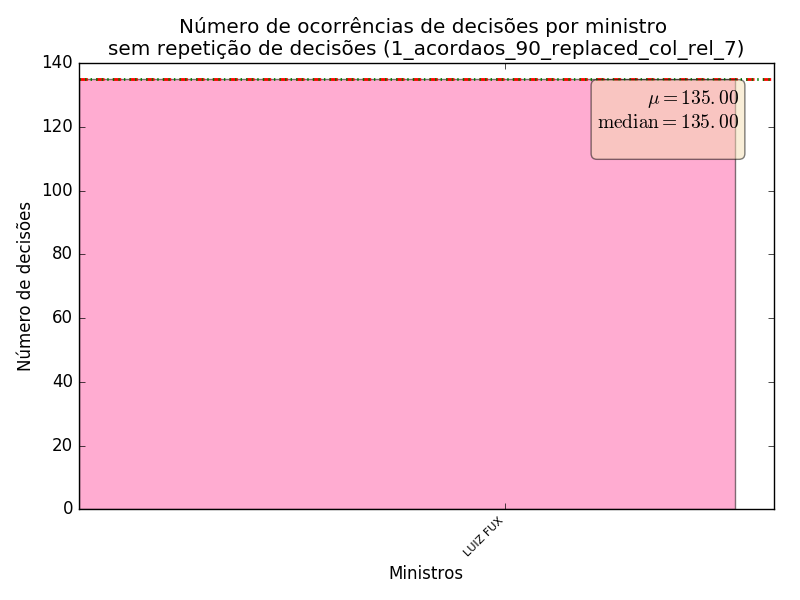 Número de ocorrências de decisões por ministro
sem repetição de decisões (1_acordaos_90_replaced_col_rel_7)
140
120
100
80
60
40
20
0
Número de decisões
μ = 135.00
median = 135.00
LUIZ FUX
Ministros